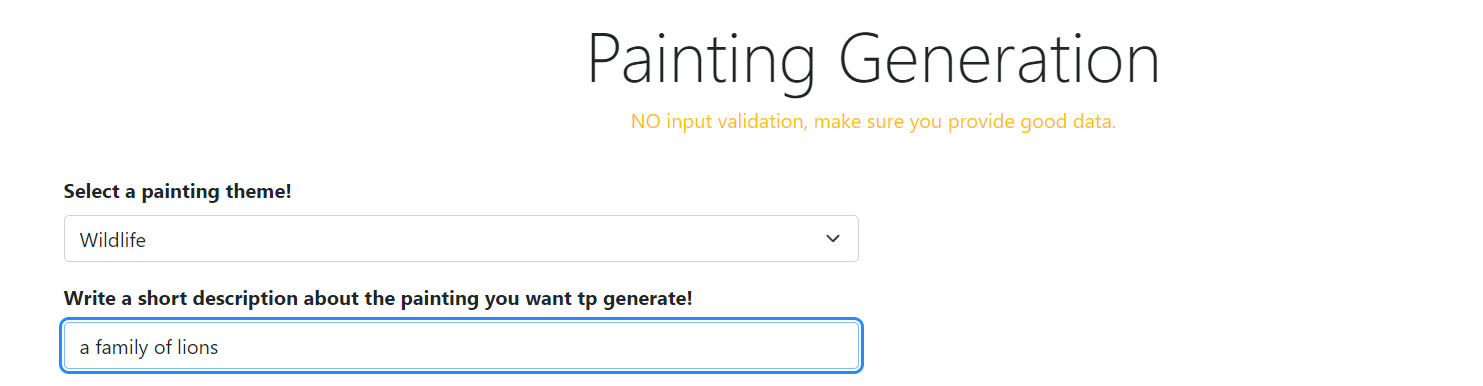 Painting Generation
NO input validation, make sure you provide good data.
Select a painting theme!
Wildlife
Write a short description about the painting you want tp generate!
a family of lions